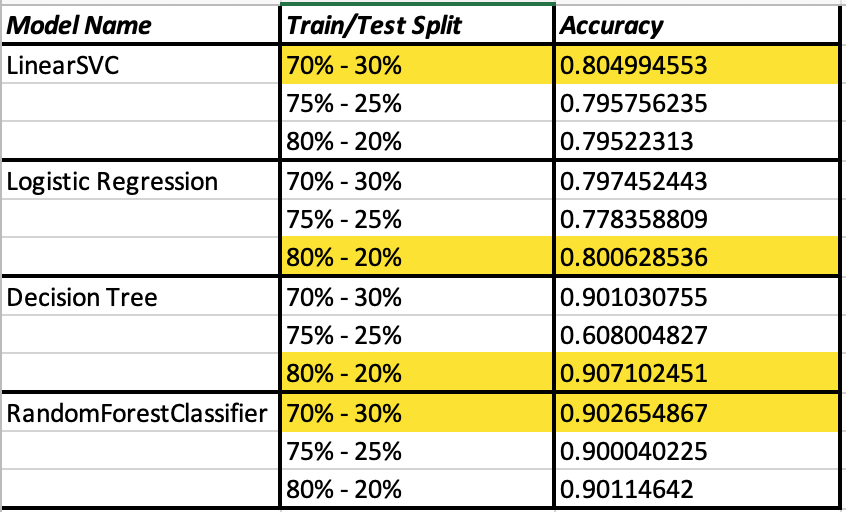 Model Name Train/Test Split Accuracy
LinearSVC 70% - 30% 0.804994553
75% - 25% 0.795756235
80% - 20% 0.79522313
Logistic Regression 70% - 30% 0.797452443
75% - 25% 0.778358809
80% - 20% 0.800628536
Decision Tree 70% - 30% 0.901030755
75% - 25% 0.608004827
80% - 20% 0.907102451
RandomForestClassifier 70% - 30% 0.902654867
75% - 25% 0.900040225
80% - 20% 0.90114642